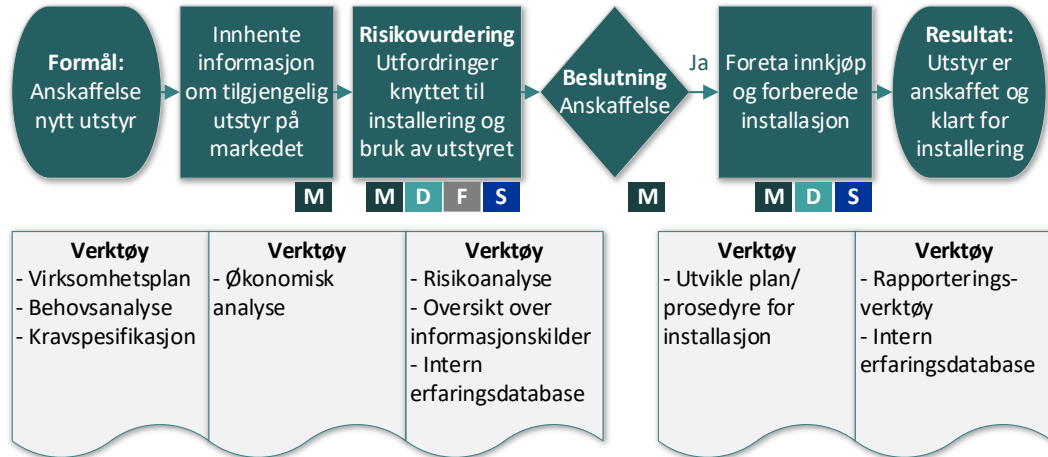 Formål:
Anskaffelse
nytt utstyr
Innhente
informasjon
om tilgjengelig
utstyr på
markedet
M
Risikovurdering
Utfordringer
knyttet til
installering og
bruk av utstyret
M D F S
Beslutning
Anskaffelse
M
Ja
Foreta innkjøp
og forberede
installasjon
M D S
Resultat:
Utstyr er
anskaffet og
klart for
installering
Verktøy
- Virksomhetsplan
- Behovsanalyse
- Kravspesifikasjon
Verktøy
- Økonomisk
analyse
Verktøy
- Risikoanalyse
- Oversikt over
informasjonskilder
- Intern
erfaringsdatabase
Verktøy
- Utvikle plan/
prosedyre for
installasjon
Verktøy
- Rapporterings-
verktøy
- Intern
erfaringsdatabase